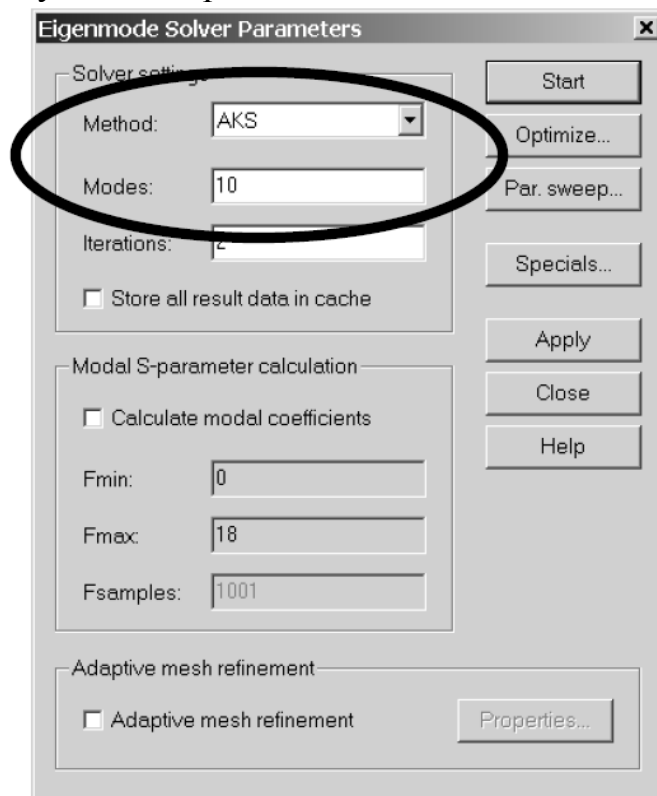 Eigenmode Solver Parameters
Solver settings
Start
Method: AKS
Optimize...
Modes: 10
Par. sweep...
Iterations: 2
Specials...
Store all result data in cache
Apply
Modal S-parameter calculation
Close
Calculate modal coefficients
Help
Fmin: 0
Fmax: 18
Fsamples: 1001
Adaptive mesh refinement
Adaptive mesh refinement
Properties...